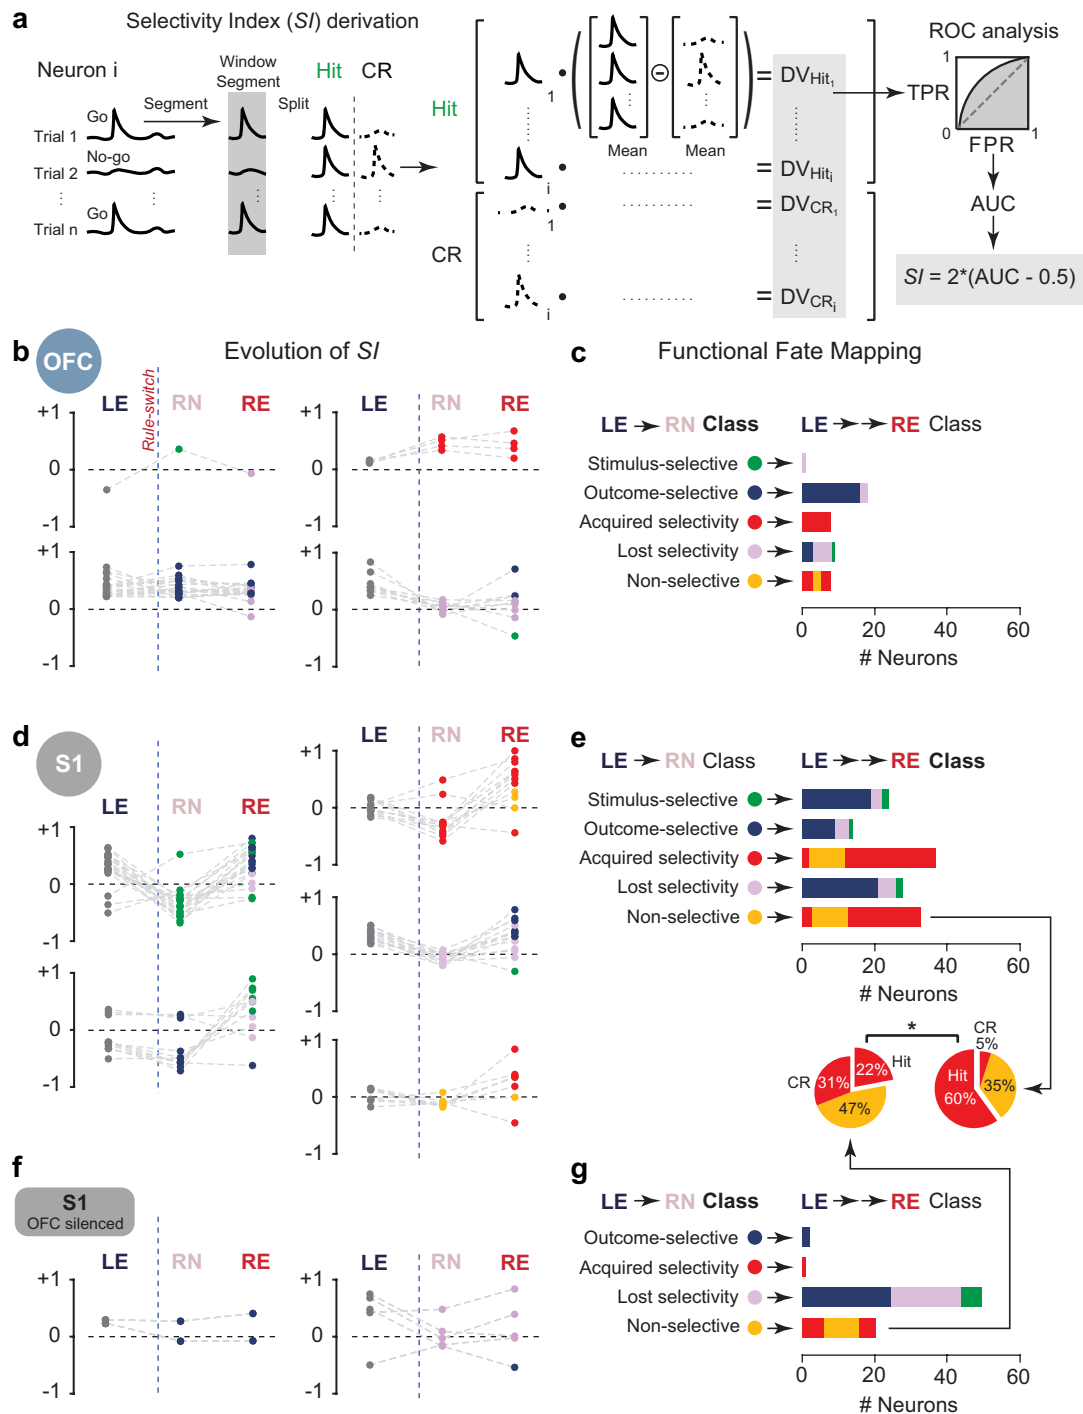 a Selectivity Index (SI) derivation
Neuron i
Window
Segment
Hit CR
Go Segment Split
Trial 1
No-go
Trial 2
Go
Trial n
Hit
1
Mean Mean
= DV Hit1
i
= DV Hiti
CR
1
= DV CR1
i
= DV CRi
ROC analysis
1
TPR
0 1
FPR
AUC
SI = 2*(AUC - 0.5)
b OFC Evolution of SI
LE Rule-switch RN RE
+1
0
-1
LE RN RE
+1
0
-1
+1
0
-1
+1
0
-1
c Functional Fate Mapping
LE RN Class LE RE Class
Stimulus-selective
Outcome-selective
Acquired selectivity
Lost selectivity
Non-selective
0 20 40 60
# Neurons
d S1
LE RN RE
+1
0
-1
+1
0
-1
LE RN RE
+1
0
-1
+1
0
-1
+1
0
-1
e
LE RN Class LE RE Class
Stimulus-selective
Outcome-selective
Acquired selectivity
Lost selectivity
Non-selective
0 20 40 60
# Neurons
*
CR 31% 22% Hit
47%
CR
5%
Hit
60% 35%
f S1
OFC silenced
LE RN RE
+1
0
-1
LE RN RE
+1
0
-1
g
LE RN Class LE RE Class
Outcome-selective
Acquired selectivity
Lost selectivity
Non-selective
0 20 40 60
# Neurons